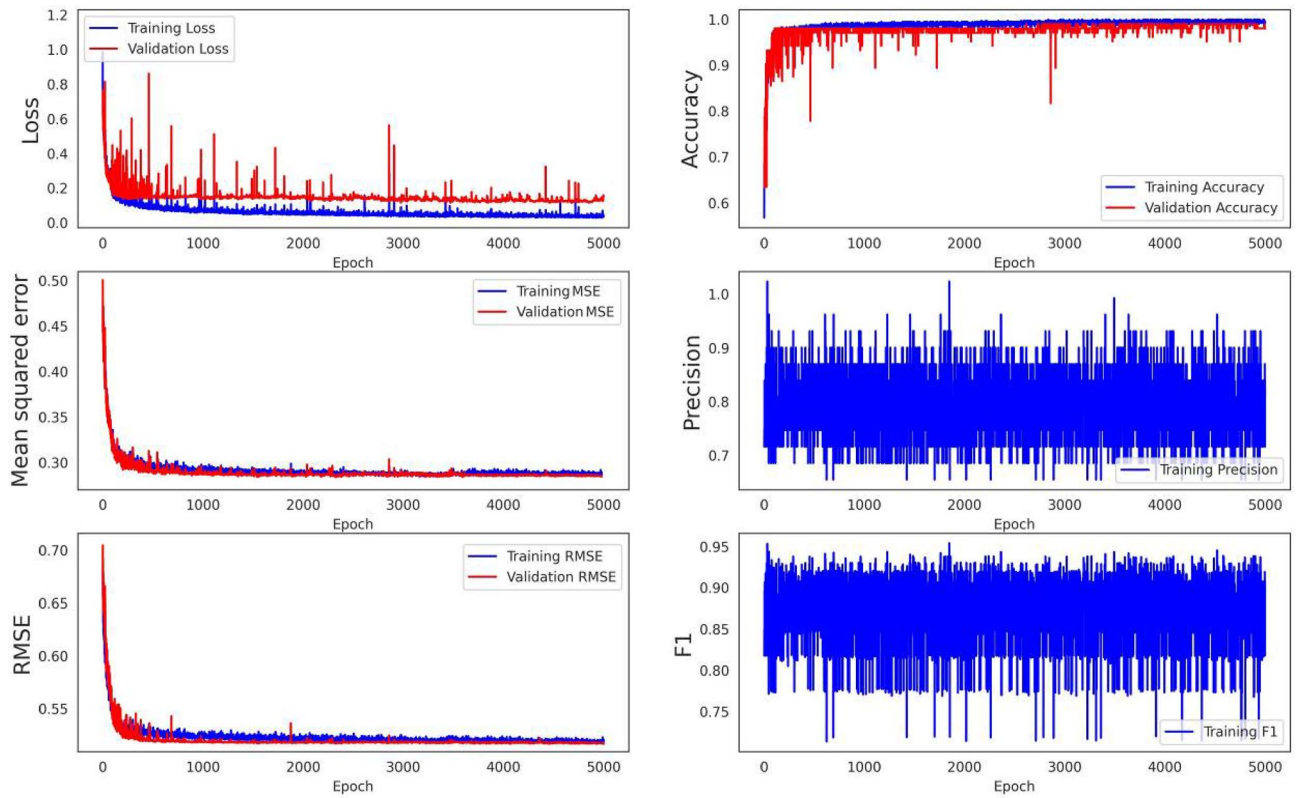 1.2
1.0
0.8
0.6
0.4
0.2
0.0
Loss
Training Loss
Validation Loss
0 1000 2000 3000 4000 5000
Epoch
1.0
0.9
0.8
0.7
0.6
Accuracy
Training Accuracy
Validation Accuracy
0 1000 2000 3000 4000 5000
Epoch
0.50
0.45
0.40
0.35
0.30
Mean squared error
Training MSE
Validation MSE
0 1000 2000 3000 4000 5000
Epoch
1.0
0.9
0.8
0.7
Precision
Training Precision
0 1000 2000 3000 4000 5000
Epoch
0.70
0.65
0.60
0.55
RMSE
Training RMSE
Validation RMSE
0 1000 2000 3000 4000 5000
Epoch
0.95
0.90
0.85
0.80
0.75
F1
Training F1
0 1000 2000 3000 4000 5000
Epoch